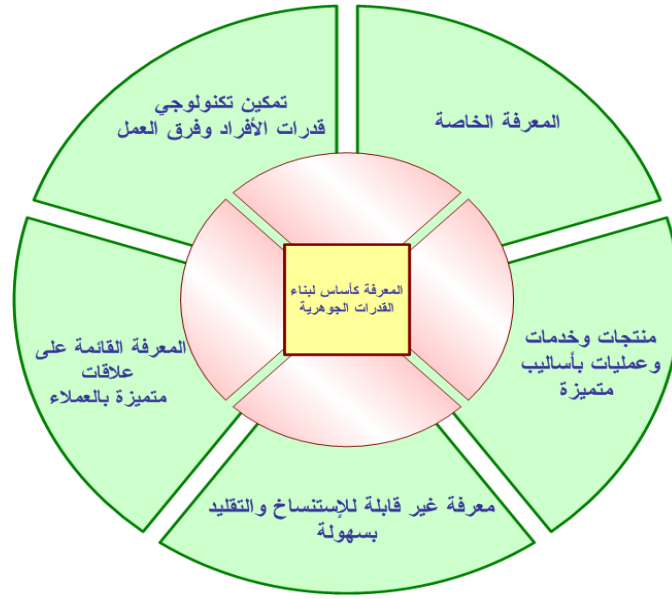 تمكين تكنولوجي
قدرات الأفراد وفرق العمل
المعرفة الخاصة
المعرفة كأساس لبناء
القدرات الجوهرية
المعرفة القائمة على
علاقات
متميزة بالعملاء
منتجات وخدمات
وعمليات بأساليب
متميزة
معرفة غير قابلة للإستنساخ والتقليد
بسهولة